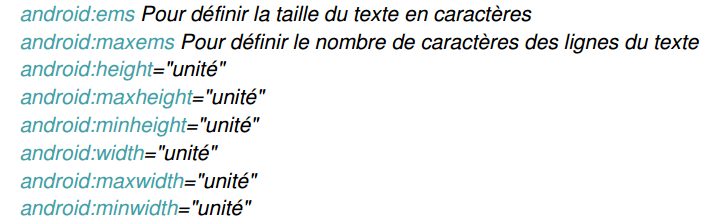 android:ems Pour définir la taille du texte en caractères
android:maxems Pour définir le nombre de caractères des lignes du texte
android:height="unité"
android:maxheight="unité"
android:minheight="unité"
android:width="unité"
android:maxwidth="unité"
android:minwidth="unité"